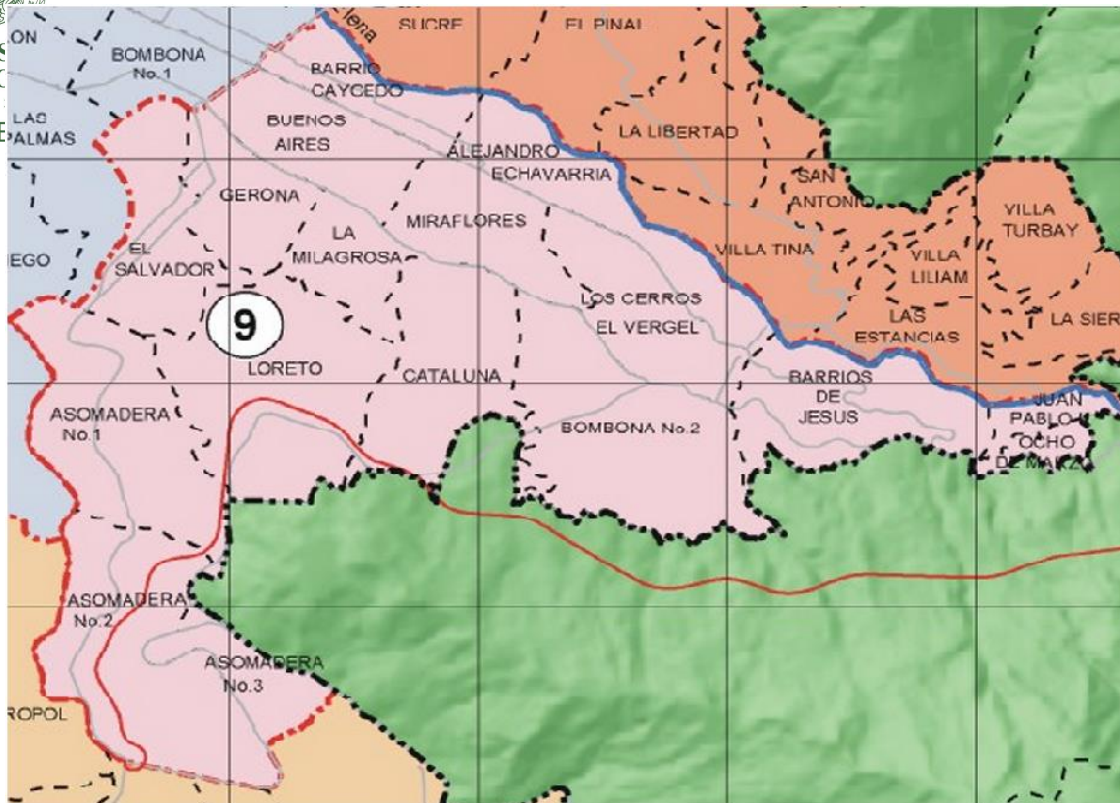 SUCRE
EL PINAL
ON
BOMBONA
No.1
BARRIO
CAYCEDO
LAS
PALMAS
BUENOS
AIRES
LA LIBERTAD
ALEJANDRO
ECHAVARRIA
SAN
ANTONIO
GERONA
MIRAFLORES
YILLA
TURBAY
EGO
EL
SALVADOR
LA
MILAGROSA
VILLA TINA
VILLA
LILIAM
LOS CERROS
EL VERGEL
LAS
ESTANCIAS
LA SIER
9
LORETO
CATALUNA
BARRIOS
DE
JESUS
JUAN
PABLO II
OCHO
DE MARZO
ASOMADERA
No.1
BOMBONA No.2
ASOMADERA
No.2
ASOMADERA
No.3
ROPOL